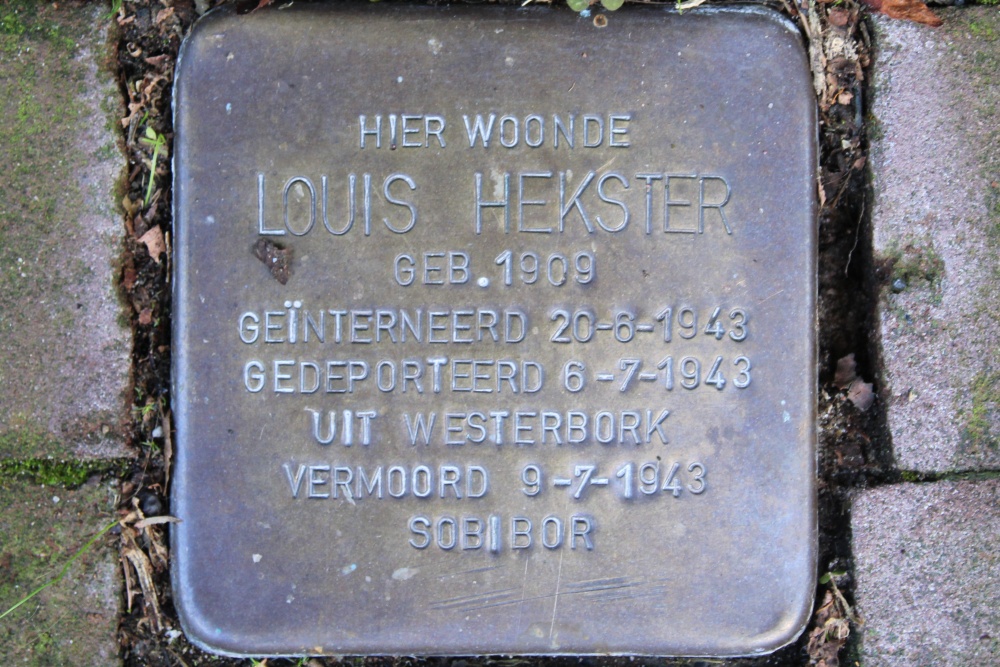 HIER WOONDE
LOUIS HEKSTER
GEB. 1909
GEÏNTERNEERD 20-6-1943
GEDEPORTEERD 6-7-1943
UIT WESTERBORK
VERMOORD 9-7-1943
SOBIBOR